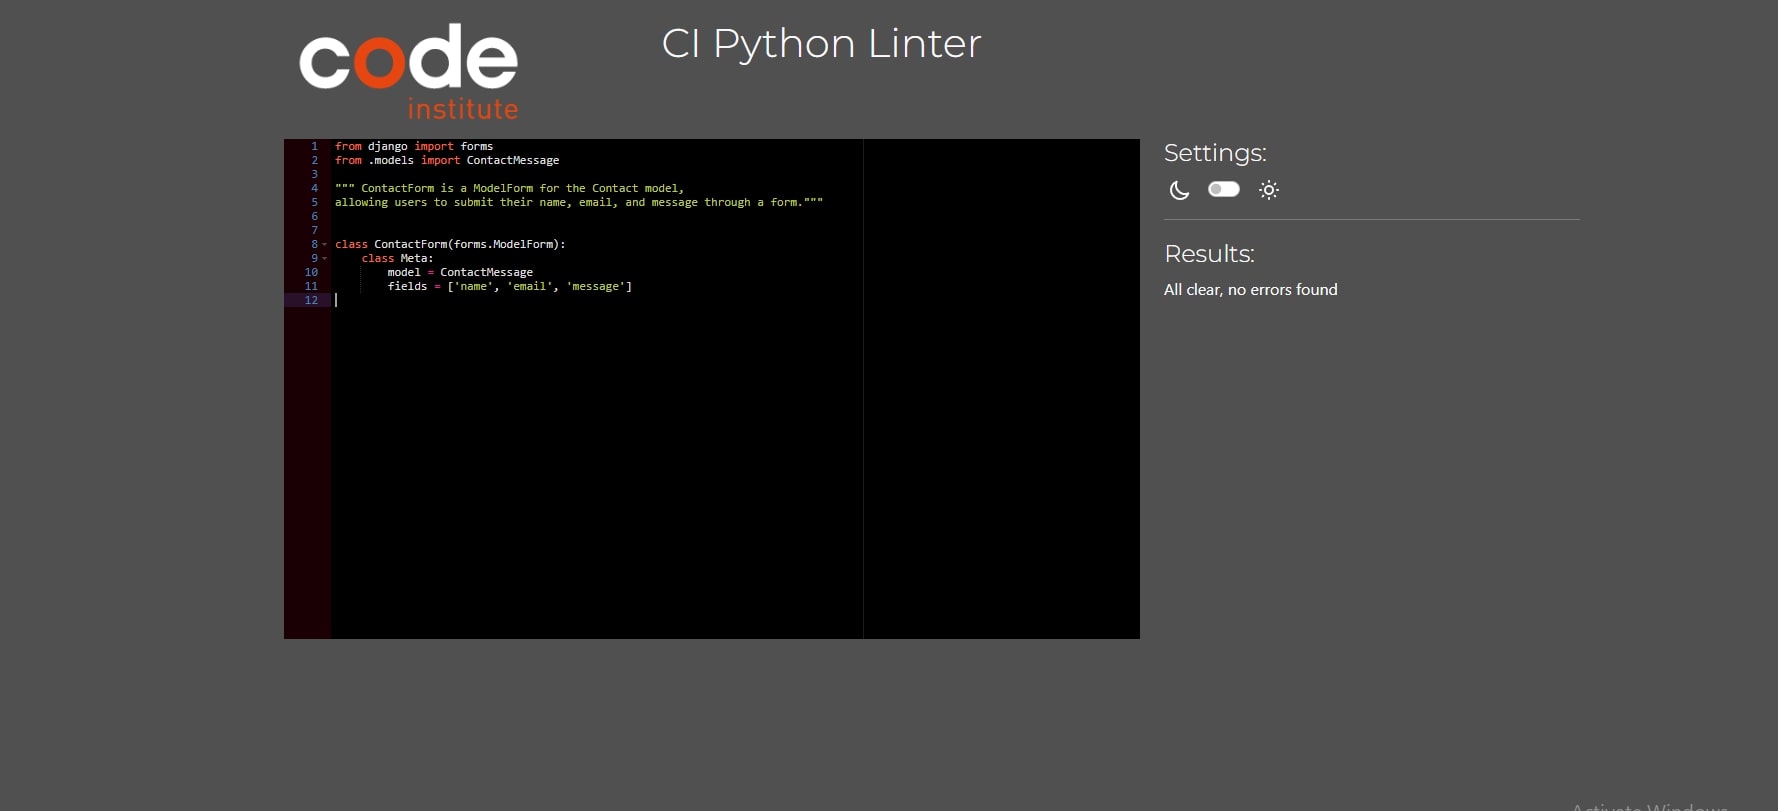 code
institute
CI Python Linter
1 from django import forms
2 from .models import ContactMessage
3
4 """ ContactForm is a ModelForm for the Contact model,
5 allowing users to submit their name, email, and message through a form."""
6
7
8 class ContactForm(forms.ModelForm):
9     class Meta:
10         model = ContactMessage
11         fields = ['name', 'email', 'message']
12
Settings:
Results:
All clear, no errors found
Activate Windows